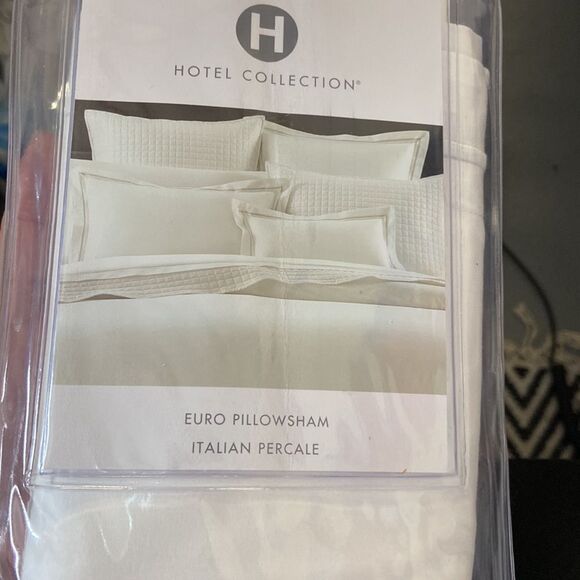 H
HOTEL COLLECTION®
EURO PILLOWSHAM
ITALIAN PERCALE